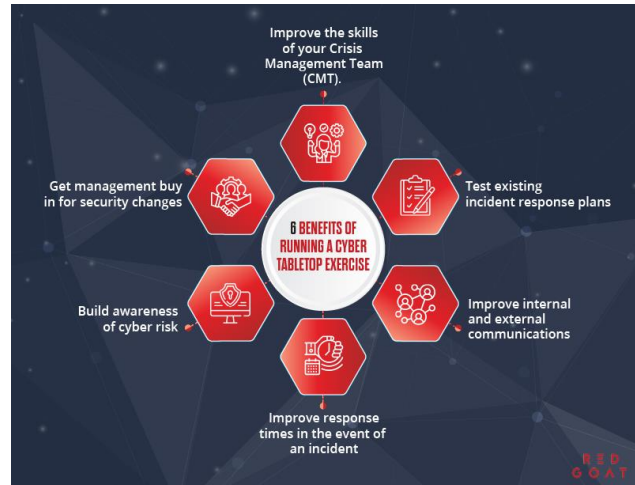 Improve the skills
of your Crisis
Management Team
(CMT).
Get management buy
in for security changes
Test existing
incident response plans
6 BENEFITS OF
RUNNING A CYBER
TABLETOP EXERCISE
Build awareness
of cyber risk
Improve internal
and external
communications
Improve response
times in the event of
an incident
RED
GOAT